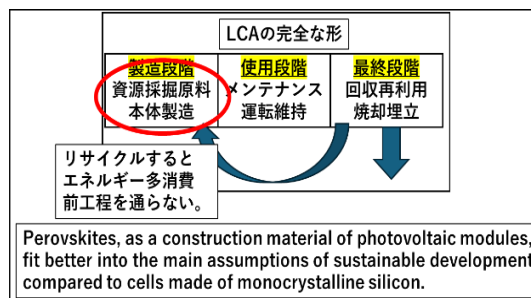 LCAの完全な形
製造段階
資源採掘原料
本体製造
使用段階
メンテナンス
運転維持
最終段階
回収再利用
焼却埋立
リサイクルすると
エネルギー多消費
前工程を通らない。
Perovskites, as a construction material of photovoltaic modules,
fit better into the main assumptions of sustainable development
compared to cells made of monocrystalline silicon.